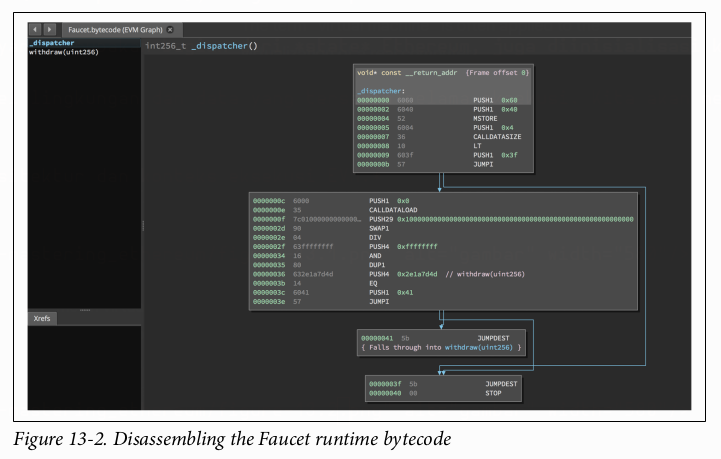 Faucet.bytecode (EVM Graph)
_dispatcher
withdraw(uint256)
int256_t _dispatcher()
void* const __return_addr {Frame offset 0}
_dispatcher:
00000000 6060 PUSH1 0x60
00000002 6040 PUSH1 0x40
00000004 52 MSTORE
00000005 6004 PUSH1 0x4
00000007 36 CALLDATASIZE
00000008 10 LT
00000009 603f PUSH1 0x3f
0000000b 57 JUMPI
0000000c 6000 PUSH1 0x0
0000000e 35 CALLDATALOAD
0000000f 7c01000000000000… PUSH29 0x100000000000000000000000000000000000000000000000000000000
0000002d 90 SWAP1
0000002e 04 DIV
0000002f 63ffffffff PUSH4 0xffffffff
00000034 16 AND
00000035 80 DUP1
00000036 632e1a7d4d PUSH4 0x2e1a7d4d // withdraw(uint256)
0000003b 14 EQ
0000003c 6041 PUSH1 0x41
0000003e 57 JUMPI
00000041 5b JUMPDEST
{ Falls through into withdraw(uint256) }
0000003f 5b JUMPDEST
00000040 00 STOP
Xrefs
Figure 13-2. Disassembling the Faucet runtime bytecode